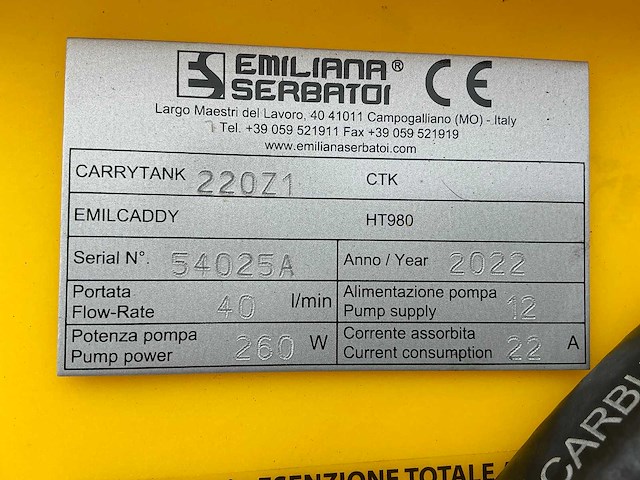 EMILIANA®
SERBATOI
CE
Largo Maestri del Lavoro, 40 41011 Campogalliano (MO) - Italy
Tel. +39 059 521911 Fax +39 059 521919
www.emilianaserbatoi.com
CARRYTANK 220Z1 CTK
EMILCADDY HT980
Serial N°. 54025A Anno / Year 2022
Portata
Flow-Rate 40 l/min
Alimentazione pompa
Pump supply 12
Potenza pompa
Pump power 260 W
Corrente assorbita
Current consumption 22 A
ESENZIONE TOTALE